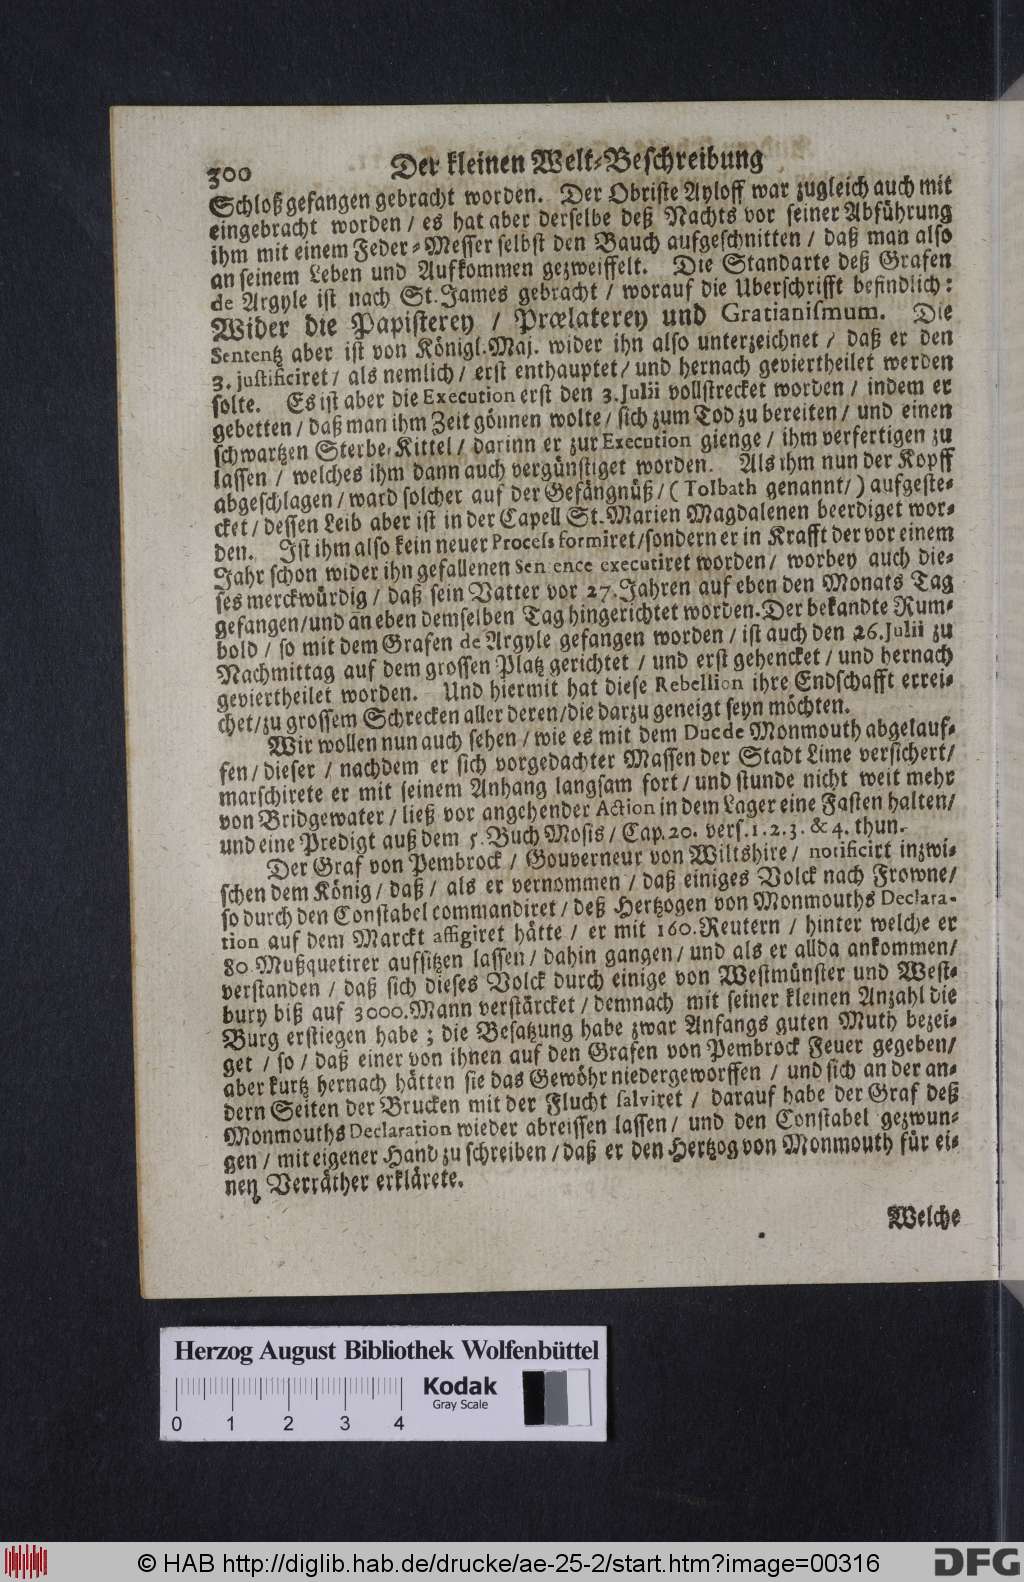 300 Der kleinen Welt-Beschreibung
Schloß gefangen gebracht worden. Der Obriste Ayloff war zugleich auch mit
eingebracht worden / es hat aber derselbe deß Nachts vor seiner Abführung
ihm mit einem Feder-Messer selbst den Bauch aufgeschnitten / daß man also
an seinem Leben und Aufkommen gezweiffelt. Die Standarte deß Grafen
de Argyle ist nach St. James gebracht / worauf die Uberschrifft befindlich:
Wider die Papisterey / Prælaterey und Gratianismum. Die
Sententz aber ist von Königl. Maj. wider ihn also unterzeichnet / daß er den
3. justificiret / als nemlich / erst enthauptet / und hernach geviertheilet werden
solte. Es ist aber die Execution erst den 3. Julii vollstrecket worden / indem er
gebetten / daß man ihm Zeit gönnen wolte / sich zum Tod zu bereiten / und einen
schwartzen Sterbe-Kittel / darinn er zur Execution gienge / ihm verfertigen zu
lassen / welches ihm dann auch vergünstiget worden. Als ihm nun der Kopff
abgeschlagen / ward solcher auf der Gefängnüß / ( Tolbath genannt / ) aufgeste-
cket / dessen Leib aber ist in der Capell St. Marien Magdalenen beerdiget wor-
den. Ist ihm also kein neuer Process formiret / sondern er in Krafft der vor einem
Jahr schon wider ihn gefallenen Sen ence executiret worden / worbey auch die-
ses merckwürdig / daß sein Vatter vor 27. Jahren auf eben den Monats Tag
gefangen / und an eben demselben Tag hingerichtet worden. Der bekandte Rum-
bold / so mit dem Grafen de Argyle gefangen worden / ist auch den 26. Julii zu
Nachmittag auf dem grossen Platz gerichtet / und erst gehencket / und hernach
geviertheilet worden. Und hiermit hat diese Rebellion ihre Endschafft errei-
chet / zu grossem Schrecken aller deren / die darzu geneigt seyn möchten.
Wir wollen nun auch sehen / wie es mit dem Duc de Monmouth abgelauf-
fen / dieser / nachdem er sich vorgedachter Massen der Stadt Lime versichert /
marschirete er mit seinem Anhang langsam fort / und stunde nicht weit mehr
von Bridgewater / ließ vor angehender Action in dem Lager eine Fasten halten /
und eine Predigt auß dem 5. Buch Mosis / Cap. 20. vers. 1. 2. 3. & 4. thun.
Der Graf von Pembrock / Gouverneur von Wiltshire / notificirt inzwi-
schen dem König / daß / als er vernommen / daß einiges Volck nach Frowne /
so durch den Constabel commandiret / deß Hertzogen von Monmouths Declara-
tion auf dem Marckt affigiret hätte / er mit 160. Reutern / hinter welche er
80. Mußquetirer aufsitzen lassen / dahin gangen / und als er allda ankommen /
verstanden / daß sich dieses Volck durch einige von Westmünster und West-
bury biß auf 3000. Mann verstärcket / demnach mit seiner kleinen Anzahl die
Burg erstiegen habe ; die Besatzung habe zwar Anfangs guten Muth bezei-
get / so / daß einer von ihnen auf den Grafen von Pembrock Feuer gegeben /
aber kurtz hernach hätten sie das Gewöhr niedergeworffen / und sich an der an-
dern Seiten der Brucken mit der Flucht salviret / darauf habe der Graf deß
Monmouths Declaration wieder abreissen lassen / und den Constabel gezwun-
gen / mit eigener Hand zu schreiben / daß er den Hertzog von Monmouth für ei-
nen Verräther erklärete.
Welche
Herzog August Bibliothek Wolfenbüttel
Kodak
Gray Scale
0 1 2 3 4
© HAB http://diglib.hab.de/drucke/ae-25-2/start.htm?image=00316
DFG